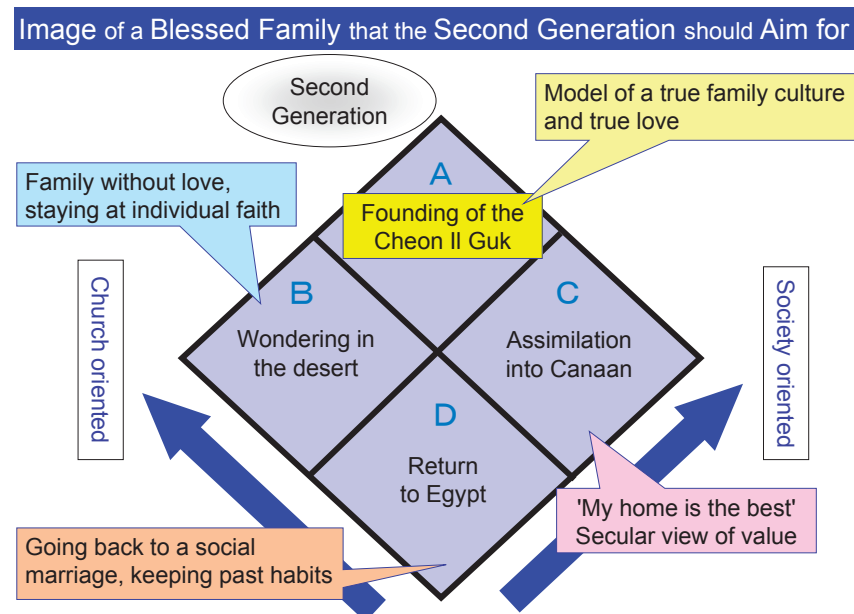 Image of a Blessed Family that the Second Generation should Aim for
Second
Generation
Model of a true family culture
and true love
Family without love,
staying at individual faith
A
Founding of the
Cheon Il Guk
B
Wondering in
the desert
C
Assimilation
into Canaan
Church oriented
Society oriented
D
Return
to Egypt
'My home is the best'
Secular view of value
Going back to a social
marriage, keeping past habits